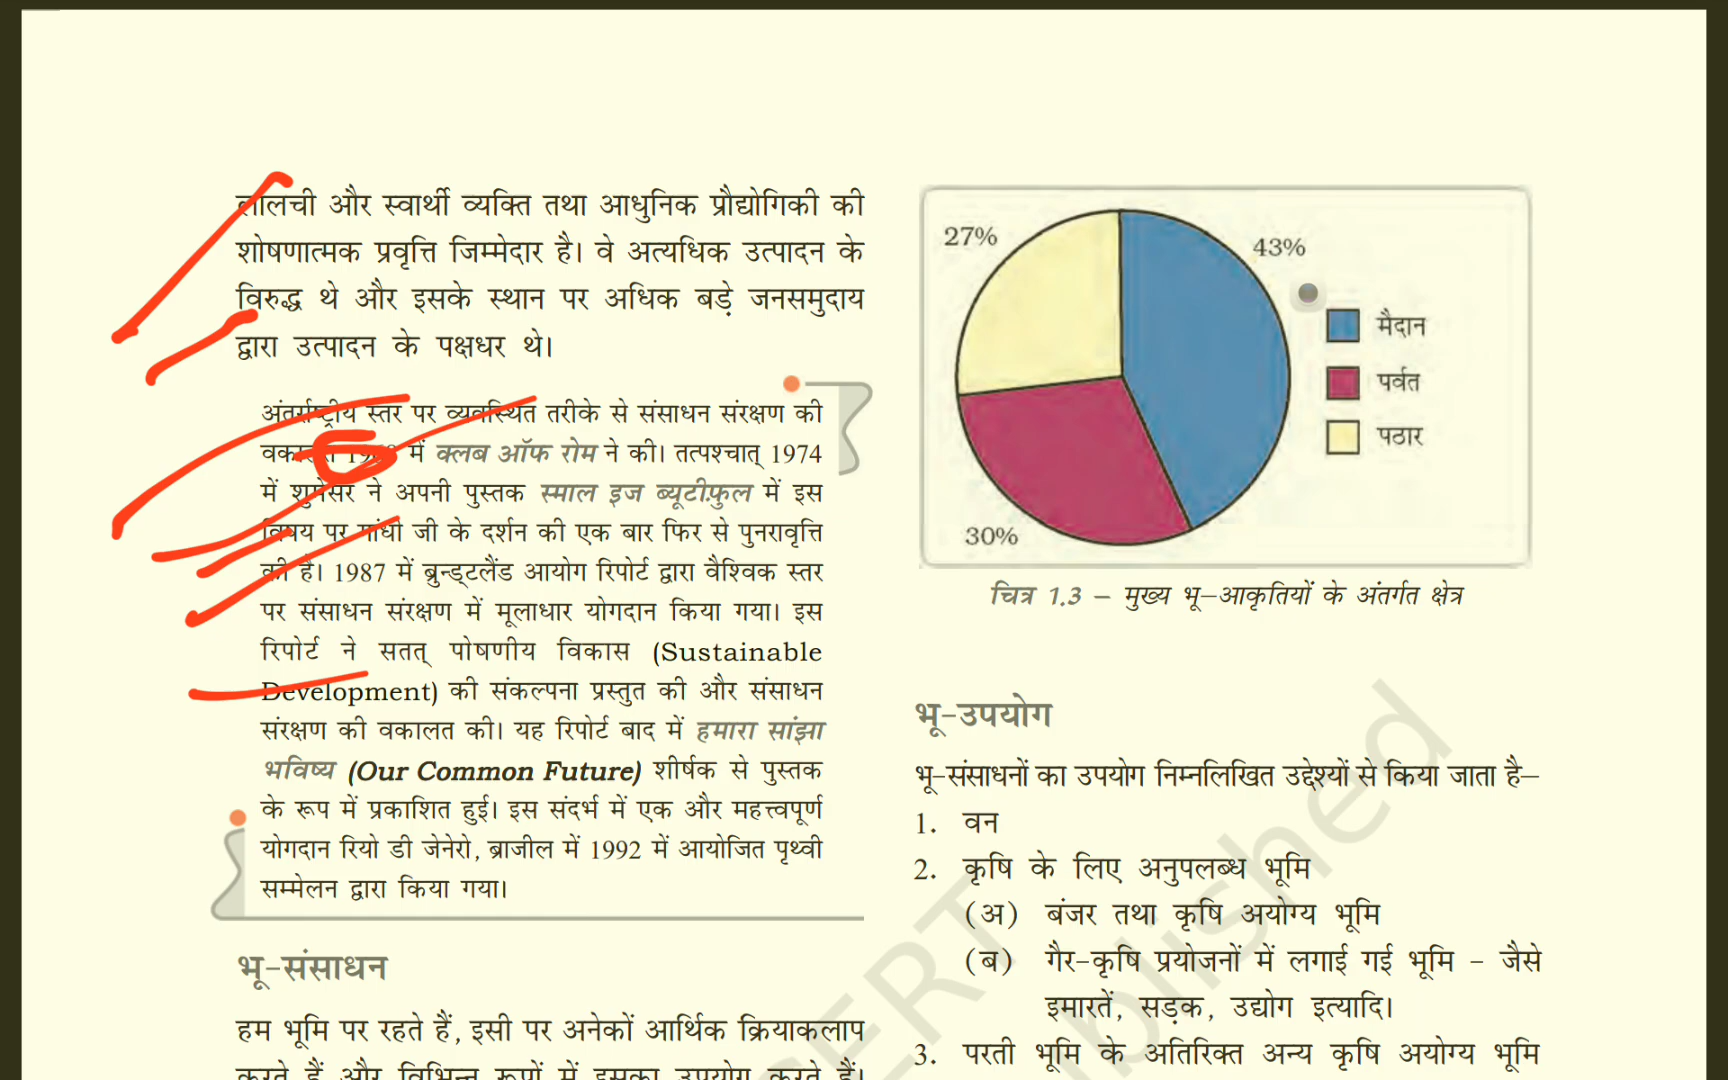 लालची और स्वार्थी व्यक्ति तथा आधुनिक प्रौद्योगिकी की
शोषणात्मक प्रवृत्ति जिम्मेदार है। वे अत्यधिक उत्पादन के
विरुद्ध थे और इसके स्थान पर अधिक बड़े जनसमुदाय
द्वारा उत्पादन के पक्षधर थे।
अंतर्राष्ट्रीय स्तर पर व्यवस्थित तरीके से संसाधन संरक्षण की
में क्लब ऑफ रोम ने की। तत्पश्चात् 1974
में शुमेसर ने अपनी पुस्तक स्माल इज ब्यूटीफुल में इस
विषय पर गांधी जी के दर्शन की एक बार फिर से पुनरावृत्ति
की है। 1987 में ब्रुन्ड्टलैंड आयोग रिपोर्ट द्वारा वैश्विक स्तर
पर संसाधन संरक्षण में मूलाधार योगदान किया गया। इस
रिपोर्ट ने सतत् पोषणीय विकास (Sustainable
Development) की संकल्पना प्रस्तुत की और संसाधन
संरक्षण की वकालत की। यह रिपोर्ट बाद में हमारा सांझा
भविष्य (Our Common Future) शीर्षक से पुस्तक
के रूप में प्रकाशित हुई। इस संदर्भ में एक और महत्त्वपूर्ण
योगदान रियो डी जेनेरो, ब्राजील में 1992 में आयोजित पृथ्वी
सम्मेलन द्वारा किया गया।
भू-संसाधन
हम भूमि पर रहते हैं, इसी पर अनेकों आर्थिक क्रियाकलाप
करते हैं और विभिन्न रूपों में इसका उपयोग करते हैं।
27%
43%
30%
मैदान
पर्वत
पठार
चित्र 1.3 – मुख्य भू-आकृतियों के अंतर्गत क्षेत्र
भू-उपयोग
भू-संसाधनों का उपयोग निम्नलिखित उद्देश्यों से किया जाता है–
1. वन
2. कृषि के लिए अनुपलब्ध भूमि
(अ) बंजर तथा कृषि अयोग्य भूमि
(ब) गैर-कृषि प्रयोजनों में लगाई गई भूमि - जैसे
इमारतें, सड़क, उद्योग इत्यादि।
3. परती भूमि के अतिरिक्त अन्य कृषि अयोग्य भूमि